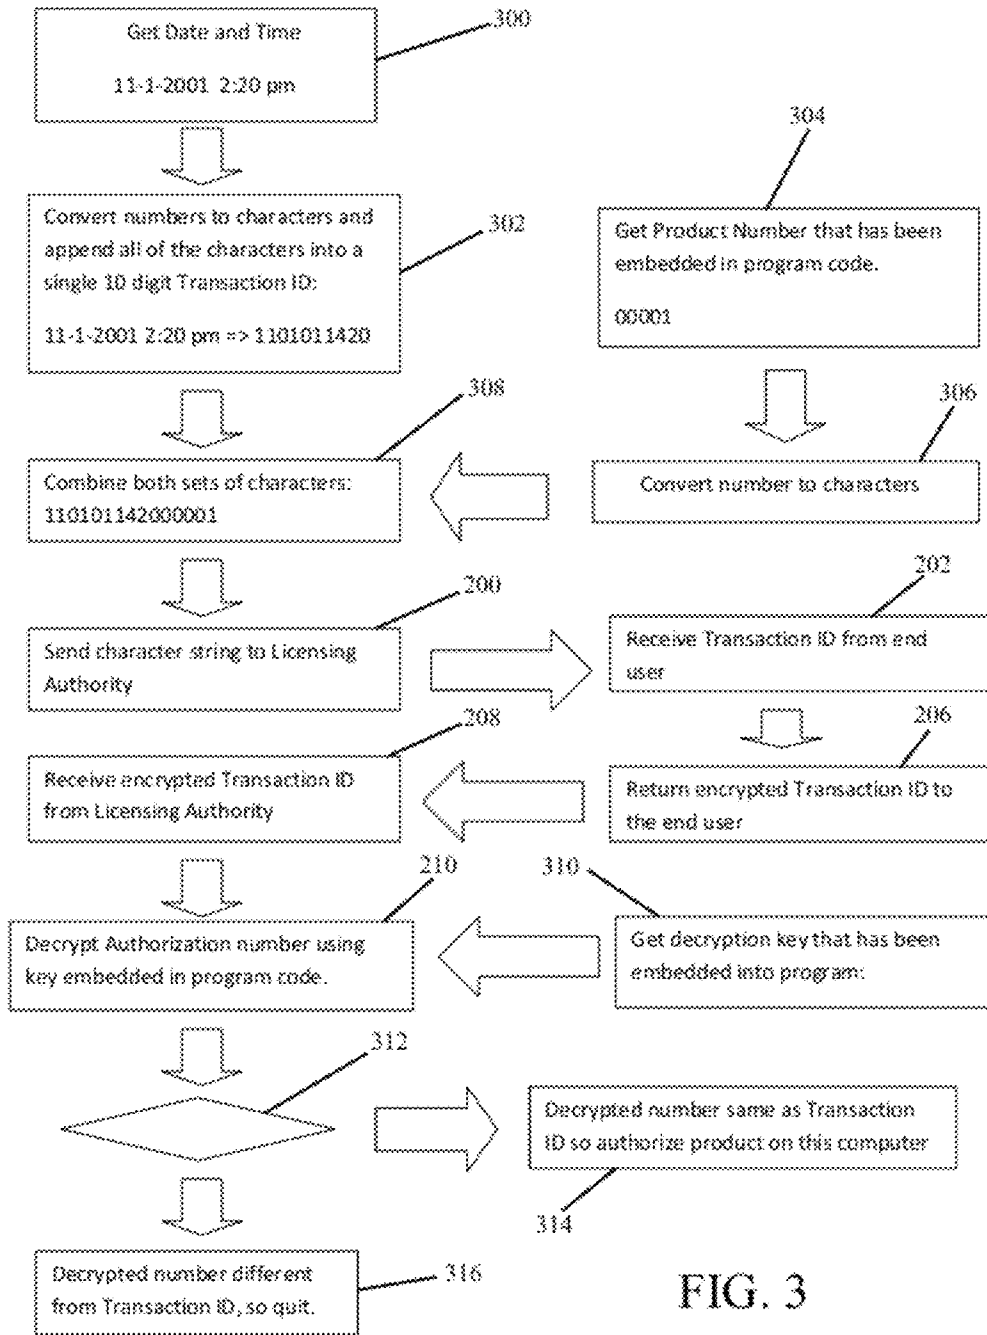 Get Date and Time
11-1-2001 2:20 pm
300
Convert numbers to characters and
append all of the characters into a
single 10 digit Transaction ID:
11-1-2001 2:20 pm => 1101011420
302
304
Get Product Number that has been
embedded in program code.
00001
308
306
Combine both sets of characters:
110101142000001
Convert number to characters
200
202
Send character string to Licensing
Authority
Receive Transaction ID from end
user
208
206
Receive encrypted Transaction ID
from Licensing Authority
Return encrypted Transaction ID to
the end user
210
310
Decrypt Authorization number using
key embedded in program code.
Get decryption key that has been
embedded into program:
312
Decrypted number same as Transaction
ID so authorize product on this computer
314
Decrypted number different
from Transaction ID, so quit.
316
FIG. 3